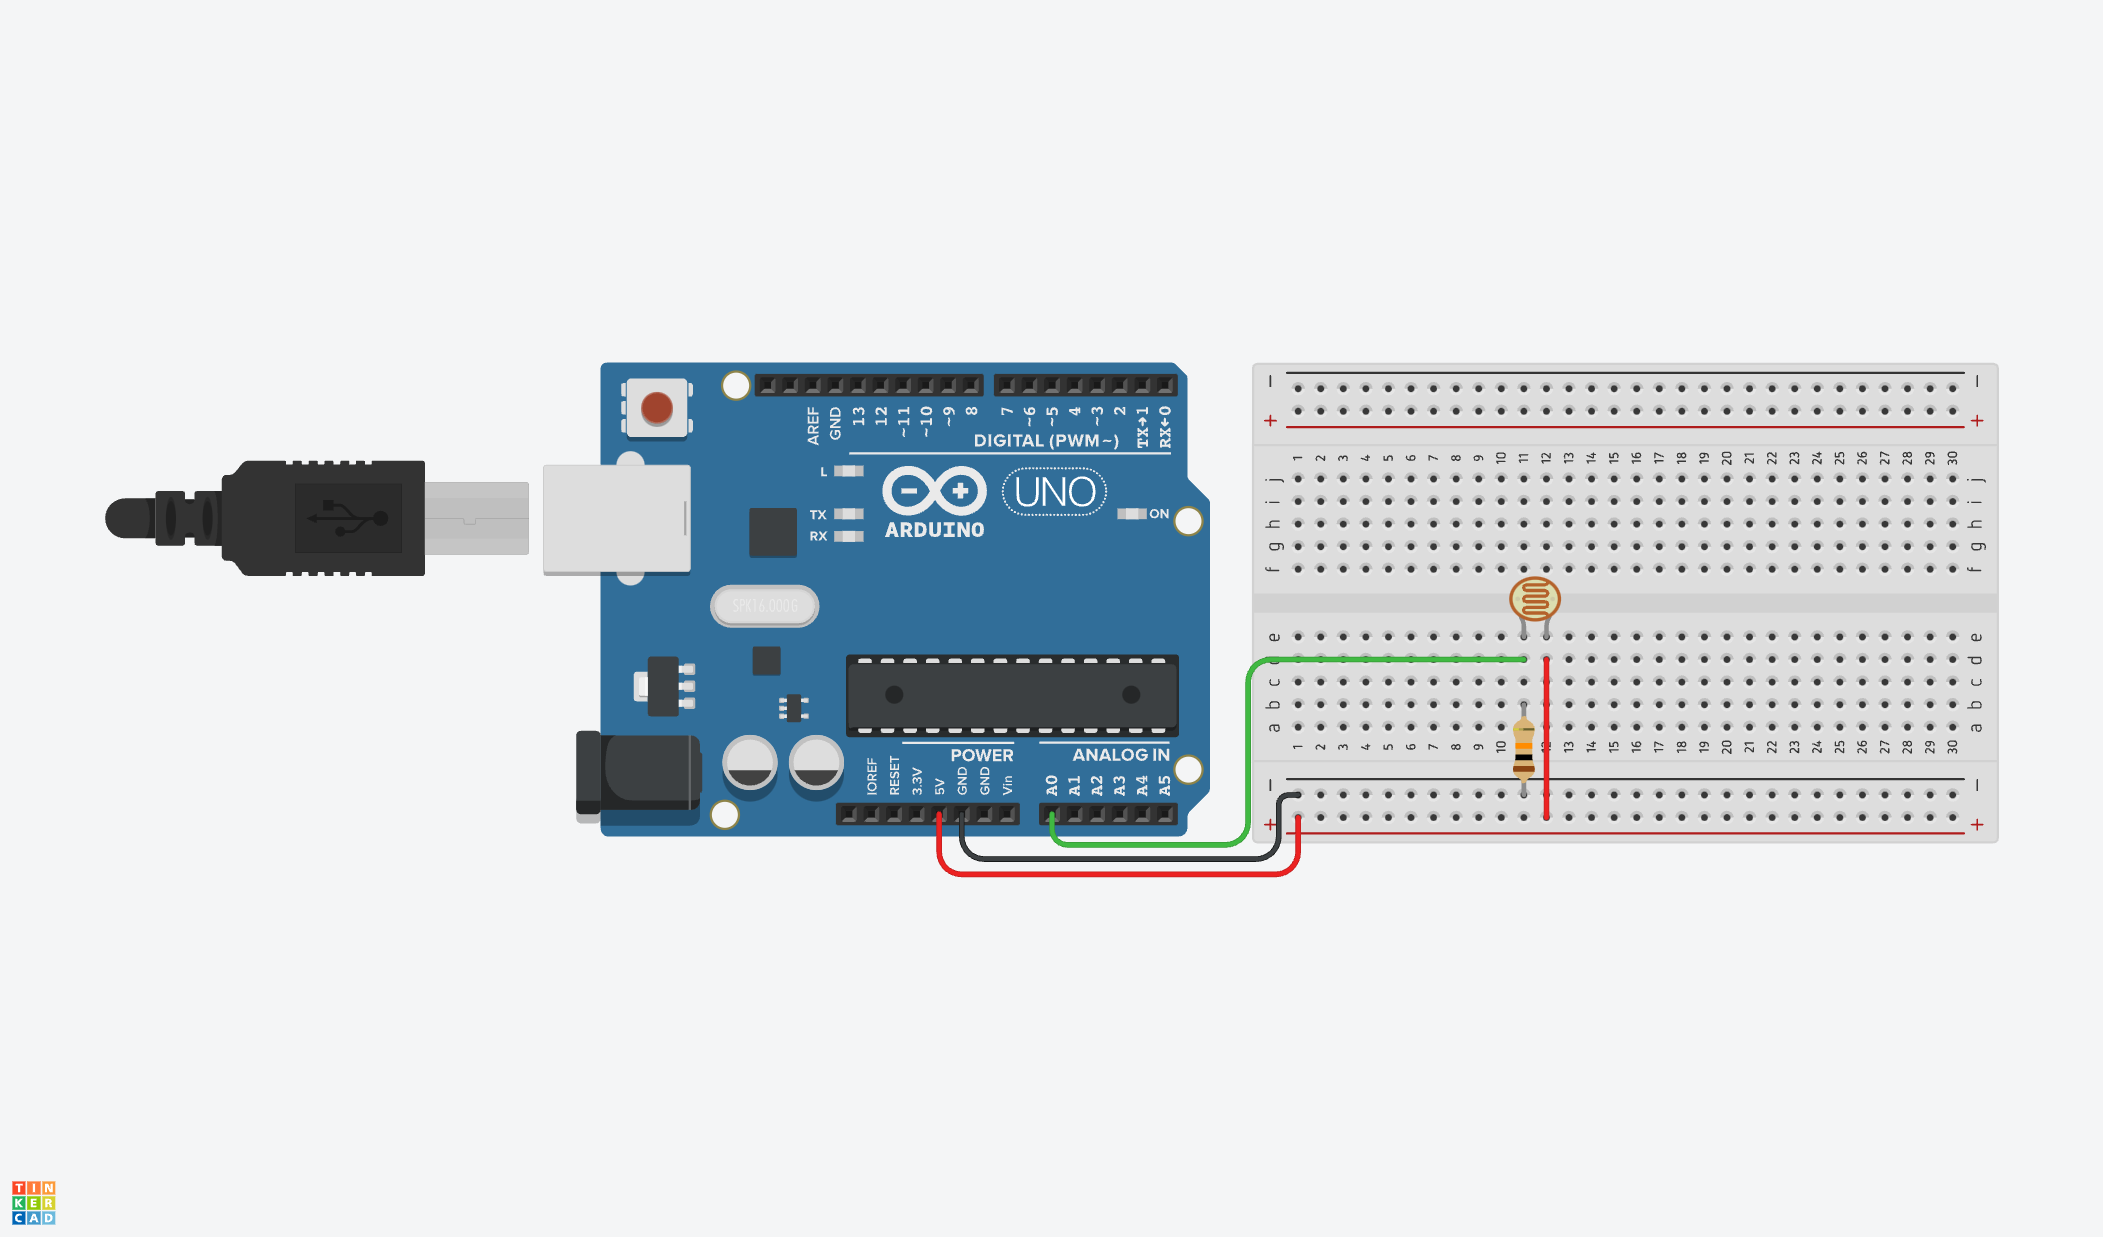 AREF
GND
13
12
~11
~10
~9
8
7
~6
~5
4
~3
2
TX→1
RX←0
DIGITAL (PWM~)
L
TX
RX
ARDUINO
UNO
ON
SPK16.000G
POWER
ANALOG IN
IOREF
RESET
3.3V
5V
GND
GND
Vin
A0
A1
A2
A3
A4
A5
− −
+ +
1 2 3 4 5 6 7 8 9 10 11 12 13 14 15 16 17 18 19 20 21 22 23 24 25 26 27 28 29 30
j j
i i
h h
g g
f f
e e
d
c c
b b
a a
1 2 3 4 5 6 7 8 9 10 11 12 13 14 15 16 17 18 19 20 21 22 23 24 25 26 27 28 29 30
− −
+ +
TIN
KER
CAD